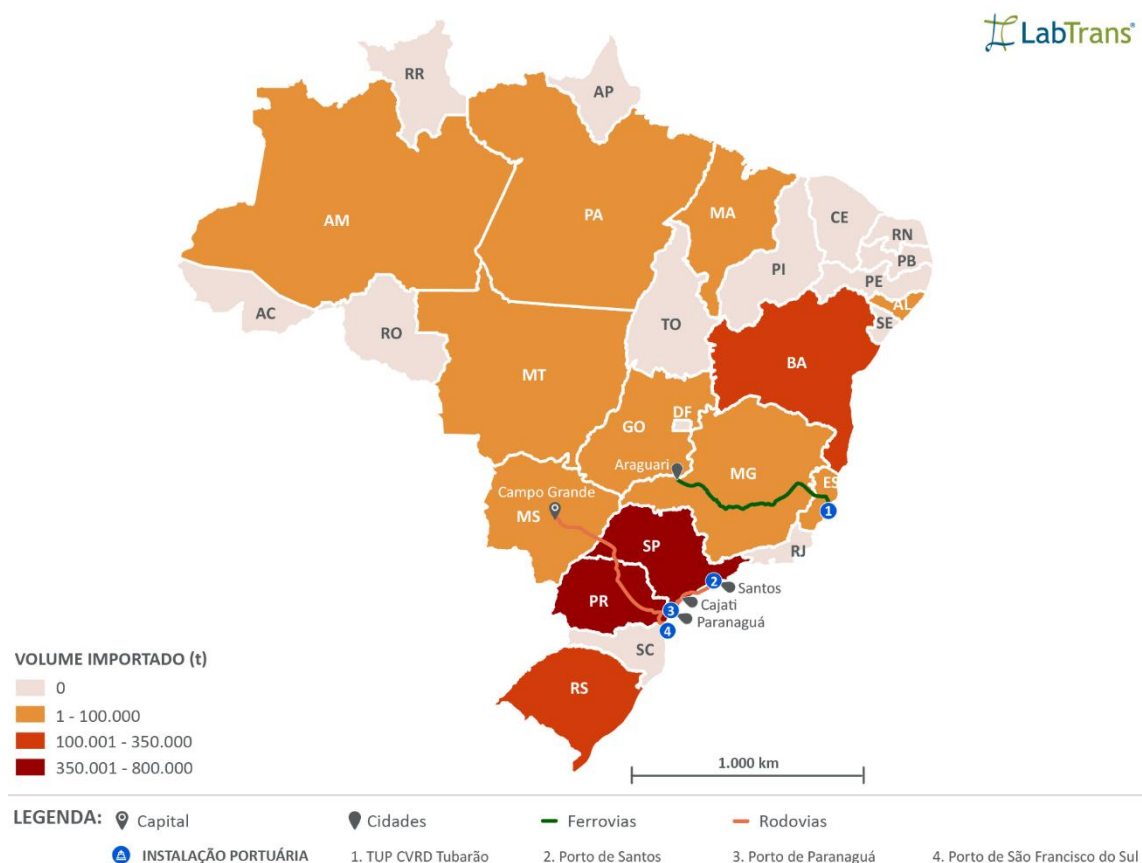 LabTrans®
RR
AP
AM
PA
MA
CE
RN
PB
PE
PI
AL
SE
AC
RO
TO
BA
MT
DF
GO
Araguari
MG
ES
1
Campo Grande
MS
SP
RJ
2
Santos
Cajati
PR
3
Paranaguá
4
SC
RS
VOLUME IMPORTADO (t)
0
1 - 100.000
100.001 - 350.000
350.001 - 800.000
1.000 km
LEGENDA: Capital Cidades Ferrovias Rodovias
INSTALAÇÃO PORTUÁRIA 1. TUP CVRD Tubarão 2. Porto de Santos 3. Porto de Paranaguá 4. Porto de São Francisco do Sul